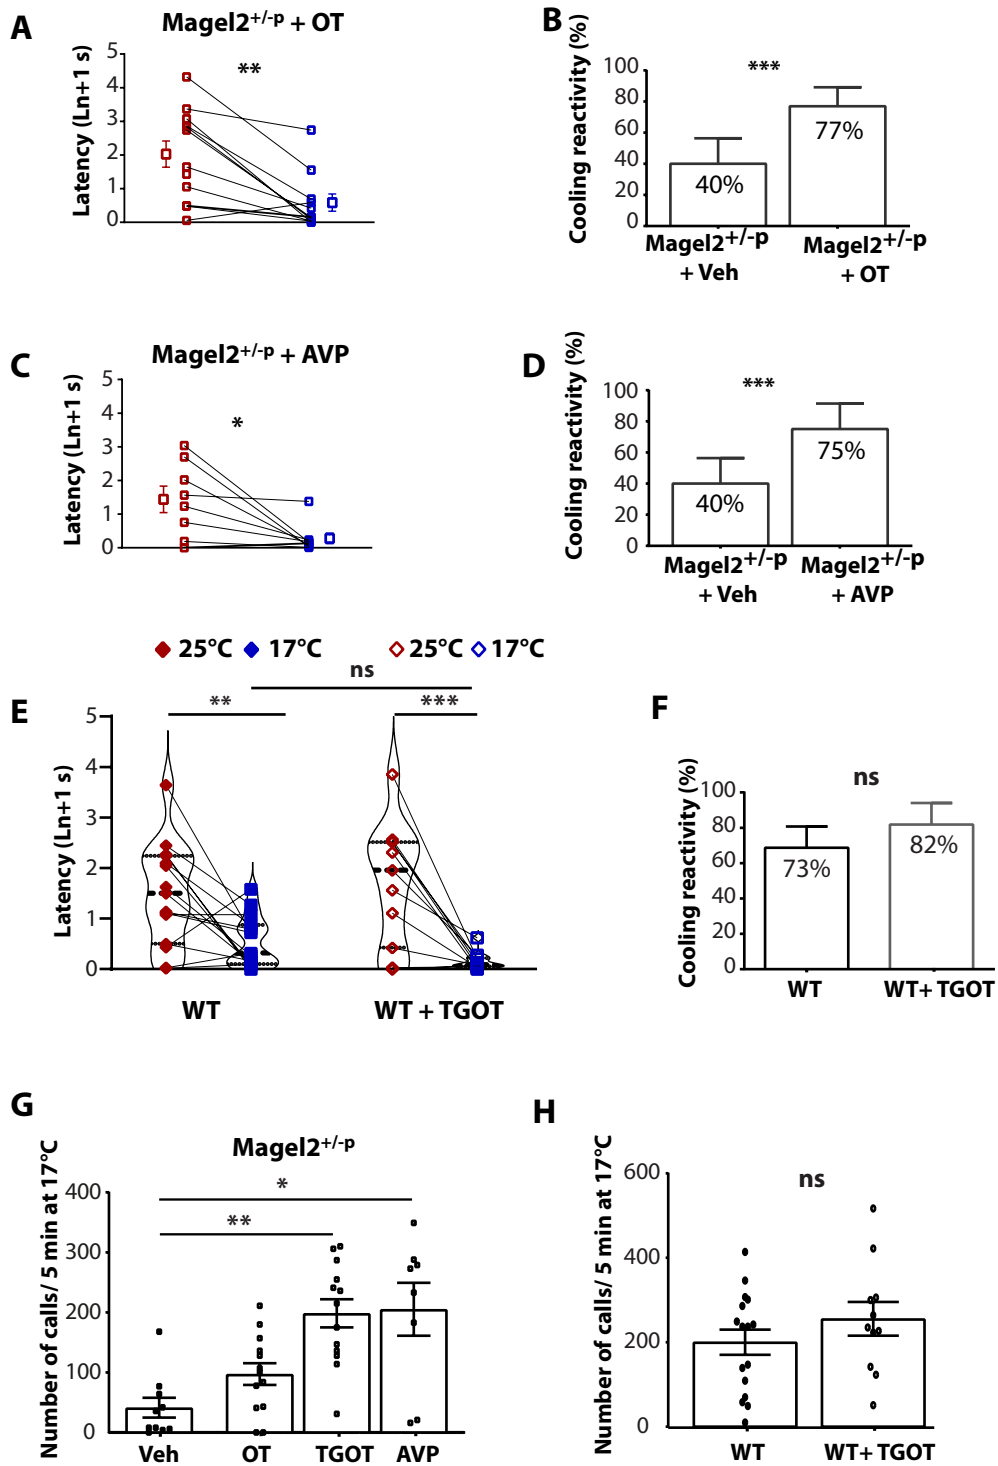 A
Magel2+/-p + OT
Latency (Ln+1 s)
5
4
3
2
1
0
**
B
Cooling reactivity (%)
100
80
60
40
20
0
***
40%
77%
Magel2+/-p + Veh
Magel2+/-p + OT
C
Magel2+/-p + AVP
Latency (Ln+1 s)
5
4
3
2
1
0
*
D
Cooling reactivity (%)
100
80
60
40
20
0
***
40%
75%
Magel2+/-p + Veh
Magel2+/-p + AVP
25°C 17°C 25°C 17°C
ns
E
** ***
Latency (Ln+1 s)
5
4
3
2
1
0
WT WT + TGOT
F
ns
Cooling reactivity (%)
100
80
60
40
20
0
73%
82%
WT WT+ TGOT
G
Magel2+/-p
Number of calls/ 5 min at 17°C
400
300
200
100
0
*
**
Veh OT TGOT AVP
H
Number of calls/ 5 min at 17°C
600
400
200
0
ns
WT WT+ TGOT